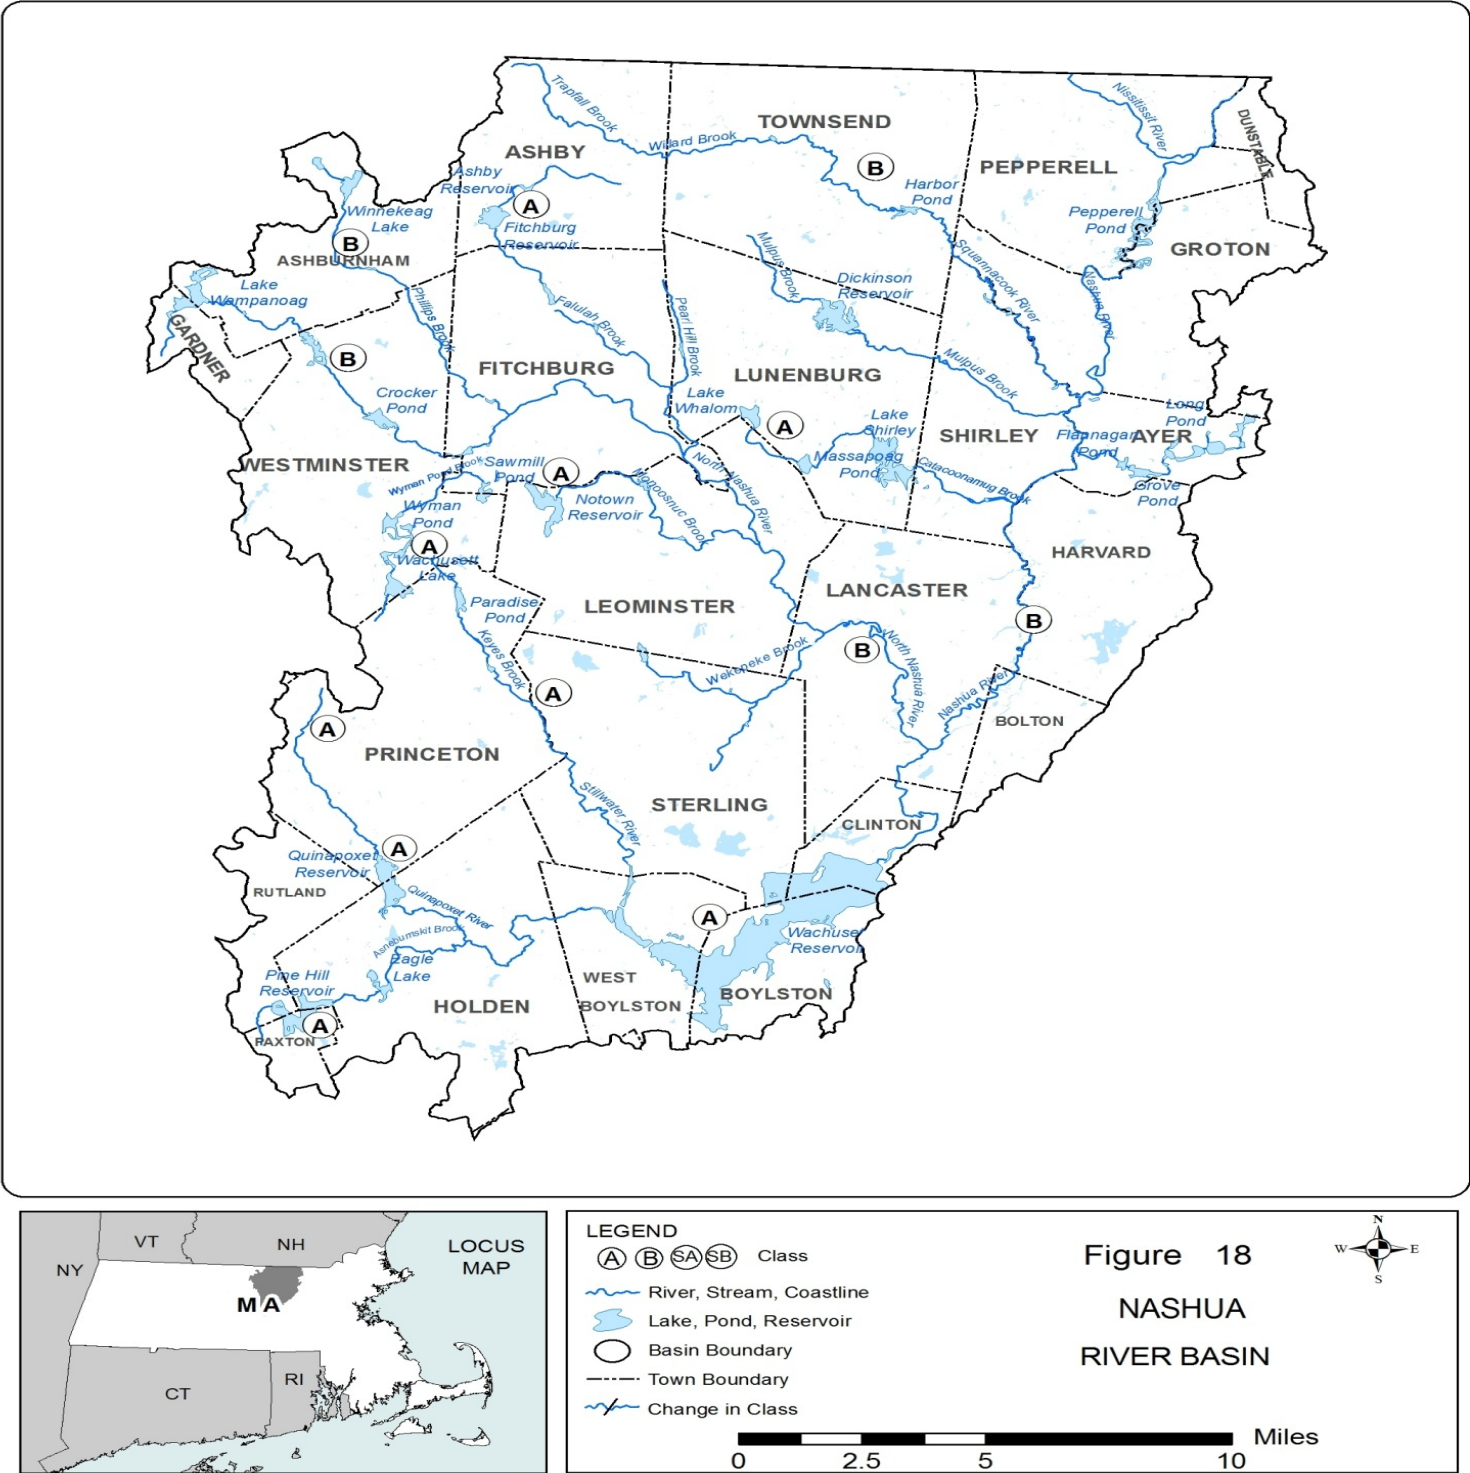 Trapfall Brook
TOWNSEND
Willard Brook
Nissitissit River
DUNSTABLE
ASHBY
B
PEPPERELL
Ashby
Reservoir
Harbor
Pond
A
Winnekeag
Lake
Fitchburg
Reservoir
Pepperell
Pond
B
GROTON
ASHBURNHAM
Mulpus Brook
Squannacook River
Lake
Wampanoag
Dickinson
Reservoir
Nashua River
Phillips Brook
Falulah Brook
Pearl Hill Brook
GARDNER
B
FITCHBURG
LUNENBURG
Mulpus Brook
Crocker
Pond
Lake
Whalom
Lake
Shirley
Long
Pond
A
SHIRLEY
Flannagan
Pond
AYER
WESTMINSTER
Wyman Pond Brook
Sawmill
Pond
A
North Nashua River
Massapoag
Pond
Catacoonamug Brook
Grove
Pond
Notown
Reservoir
Monoosnuc Brook
Wyman
Pond
A
HARVARD
Wachusett
Lake
LANCASTER
Paradise
Pond
LEOMINSTER
B
Keyes Brook
Wekepeke Brook
B
North Nashua River
A
Nashua River
A
BOLTON
PRINCETON
Stillwater River
STERLING
CLINTON
A
Quinapoxet
Reservoir
RUTLAND
Quinapoxet River
A
Asnebumskit Brook
Wachuset
Reservoir
Eagle
Lake
Pine Hill
Reservoir
WEST
BOYLSTON
BOYLSTON
HOLDEN
A
PAXTON
NY
VT
NH
LOCUS
MAP
MA
CT
RI
LEGEND
A B SA SB Class
River, Stream, Coastline
Lake, Pond, Reservoir
Basin Boundary
Town Boundary
Change in Class
Figure 18
NASHUA
RIVER BASIN
N
W E
S
Miles
0 2.5 5 10